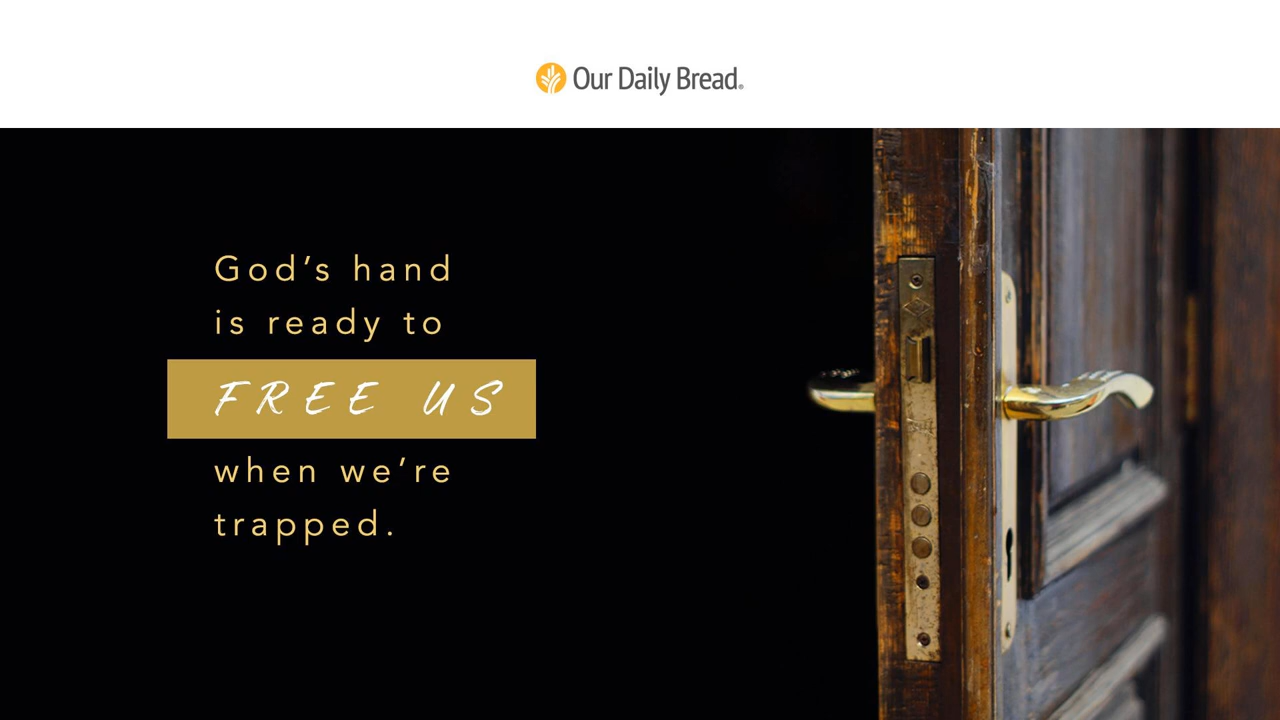 Our Daily Bread®
God’s hand
is ready to
FREE US
when we’re
trapped.